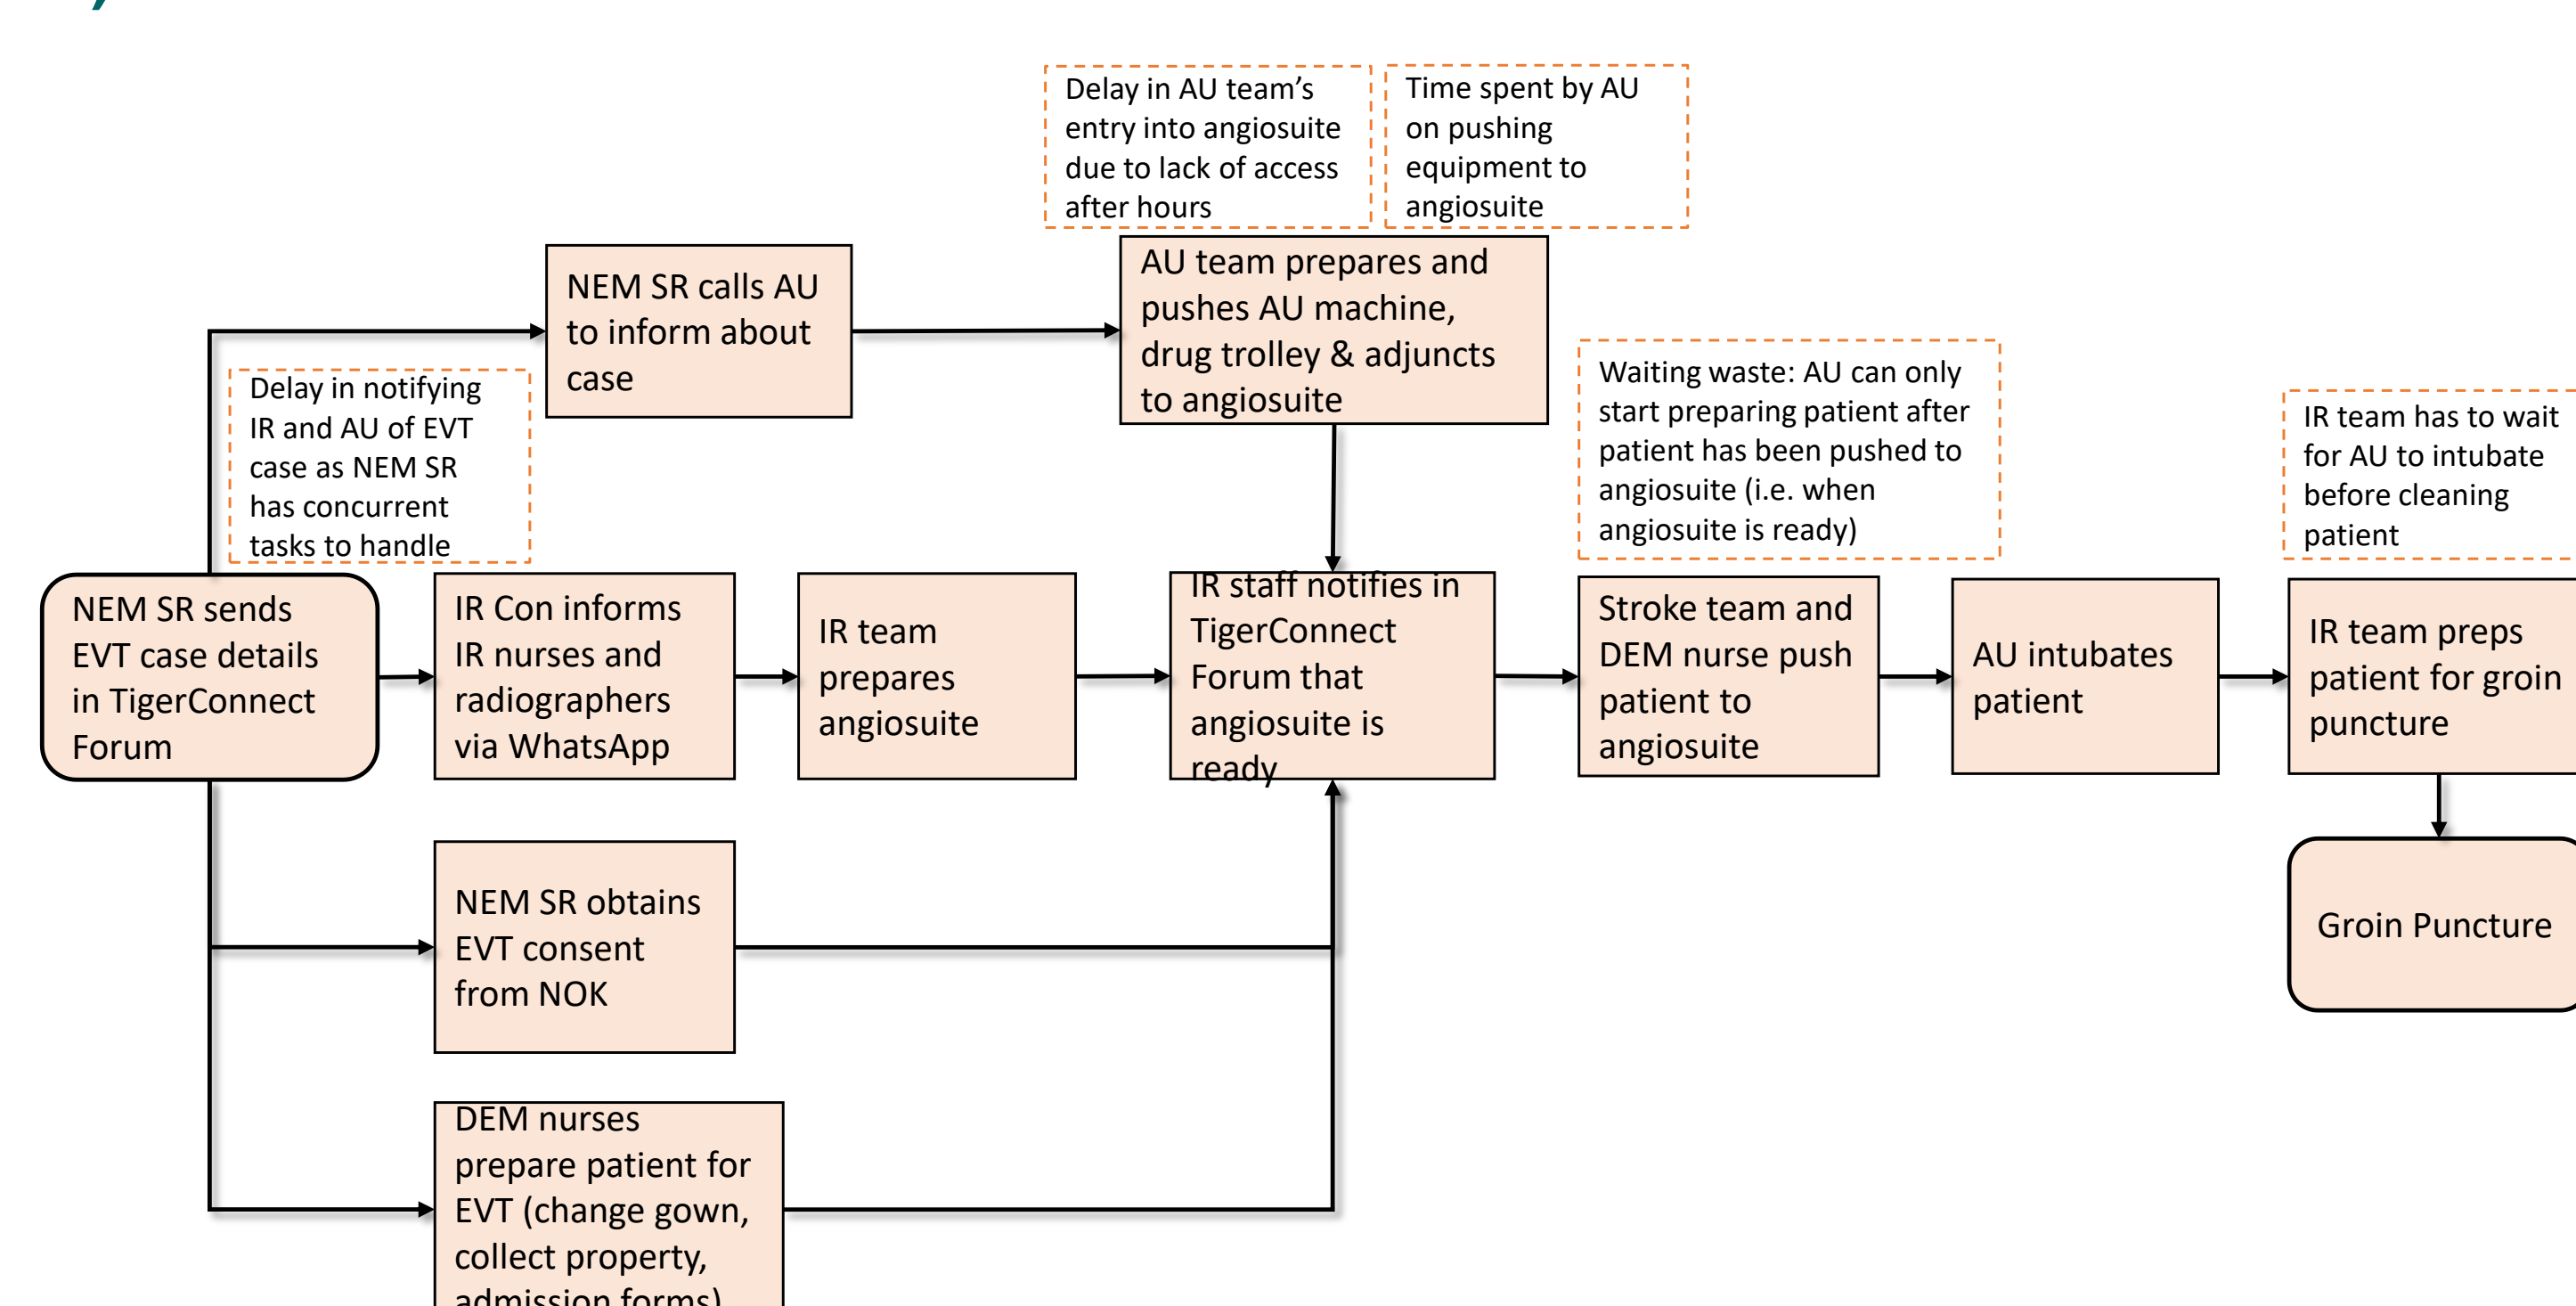 Delay in AU team’s
entry into angiosuite
due to lack of access
after hours
Time spent by AU
on pushing
equipment to
angiosuite
NEM SR calls AU
to inform about
case
AU team prepares and
pushes AU machine,
drug trolley & adjuncts
to angiosuite
Delay in notifying
IR and AU of EVT
case as NEM SR
has concurrent
tasks to handle
Waiting waste: AU can only
start preparing patient after
patient has been pushed to
angiosuite (i.e. when
angiosuite is ready)
IR team has to wait
for AU to intubate
before cleaning
patient
NEM SR sends
EVT case details
in TigerConnect
Forum
IR Con informs
IR nurses and
radiographers
via WhatsApp
IR team
prepares
angiosuite
IR staff notifies in
TigerConnect
Forum that
angiosuite is
ready
Stroke team and
DEM nurse push
patient to
angiosuite
AU intubates
patient
IR team preps
patient for groin
puncture
Groin Puncture
NEM SR obtains
EVT consent
from NOK
DEM nurses
prepare patient for
EVT (change gown,
collect property,
admission forms)